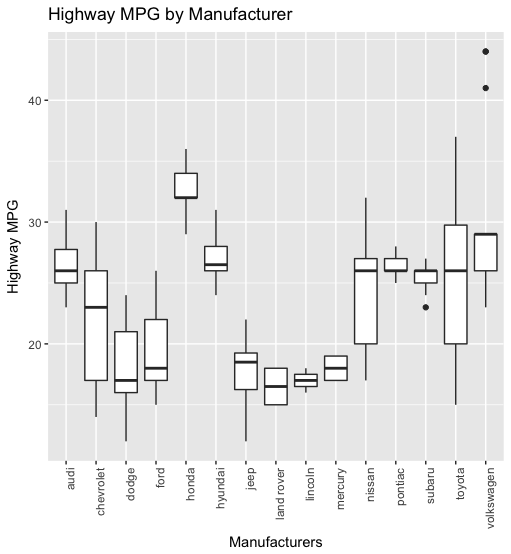 Highway MPG by Manufacturer
Highway MPG
40
30
20
audi
chevrolet
dodge
ford
honda
hyundai
jeep
land rover
lincoln
mercury
nissan
pontiac
subaru
toyota
volkswagen
Manufacturers